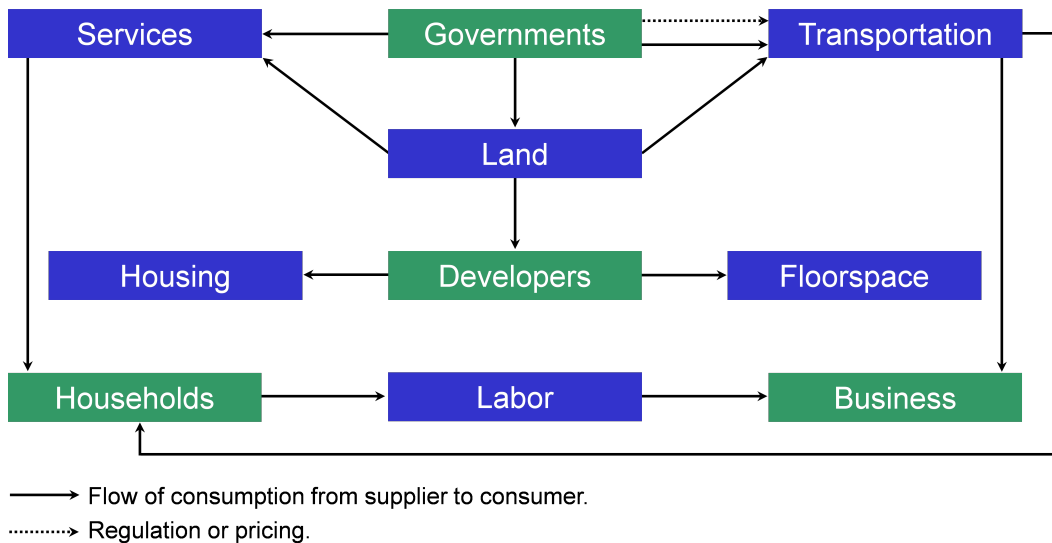 Services
Governments
Transportation
Land
Housing
Developers
Floorspace
Households
Labor
Business
Flow of consumption from supplier to consumer.
Regulation or pricing.